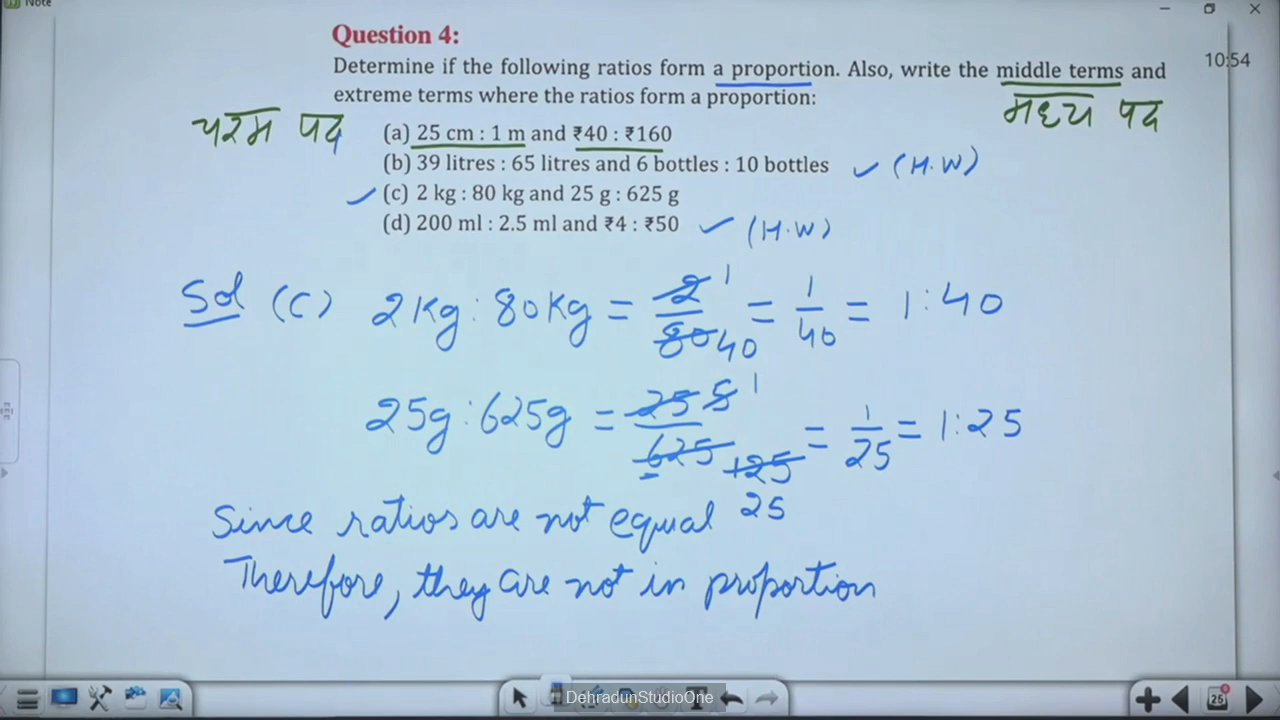 Note
Question 4:
10:54
Determine if the following ratios form a proportion. Also, write the middle terms and
extreme terms where the ratios form a proportion:
चरम पद
मध्य पद
(a) 25 cm : 1 m and ₹40 : ₹160
(b) 39 litres : 65 litres and 6 bottles : 10 bottles ✓ (H.W)
✓ (c) 2 kg : 80 kg and 25 g : 625 g
(d) 200 ml : 2.5 ml and ₹4 : ₹50 ✓ (H.W)
Sol (C) 2Kg : 80Kg = 2/80 1 40 = 1/40 = 1:40
25g : 625g = 25/625 5 125 1 25 = 1/25 = 1:25
Since ratios are not equal
Therefore, they are not in proportion
DehradunStudioOne
25